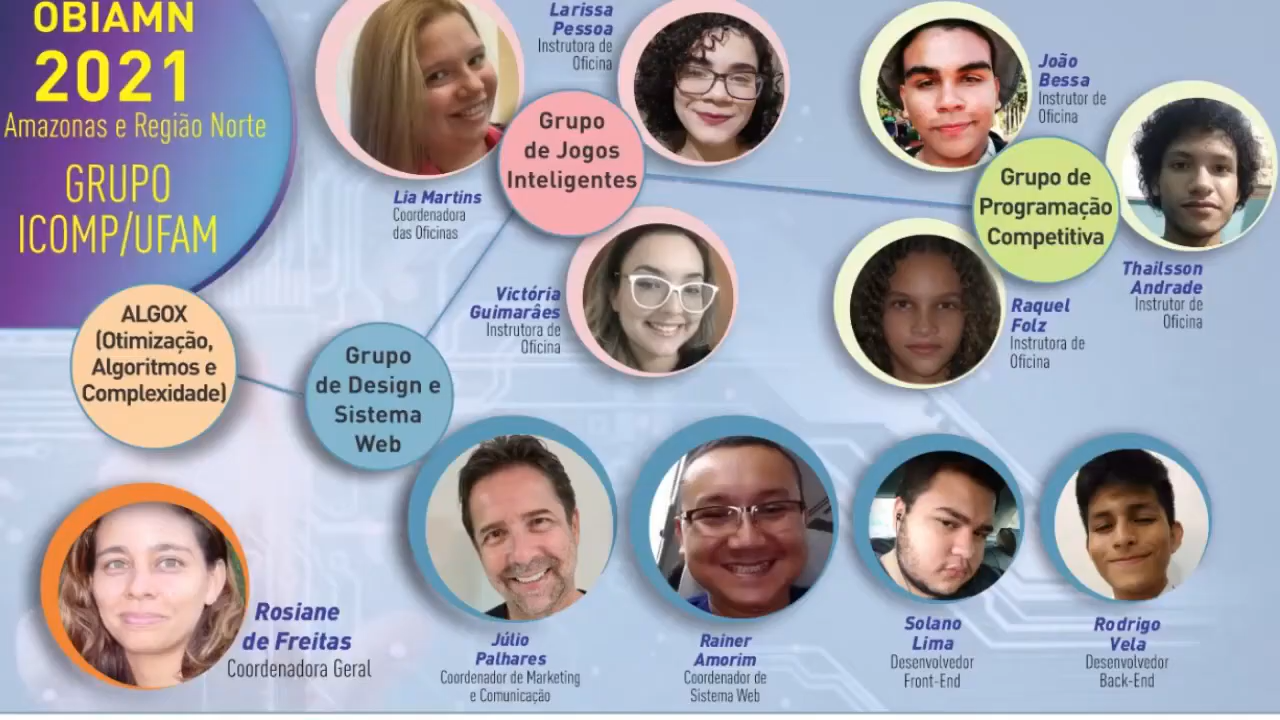 OBIAMN
2021
Amazonas e Região Norte
GRUPO
ICOMP/UFAM
Lia Martins
Coordenadora
das Oficinas
Grupo
de Jogos
Inteligentes
Larissa
Pessoa
Instrutora de
Oficina
Victória
Guimarâes
Instrutora de
Oficina
João
Bessa
Instrutor de
Oficina
Grupo de
Programação
Competitiva
Thailsson
Andrade
Instrutor de
Oficina
Raquel
Folz
Instrutora de
Oficina
ALGOX
(Otimização,
Algoritmos e
Complexidade)
Grupo
de Design e
Sistema
Web
Rosiane
de Freitas
Coordenadora Geral
Júlio
Palhares
Coordenador de Marketing
e Comunicação
Rainer
Amorim
Coordenador de
Sistema Web
Solano
Lima
Desenvolvedor
Front-End
Rodrigo
Vela
Desenvolvedor
Back-End